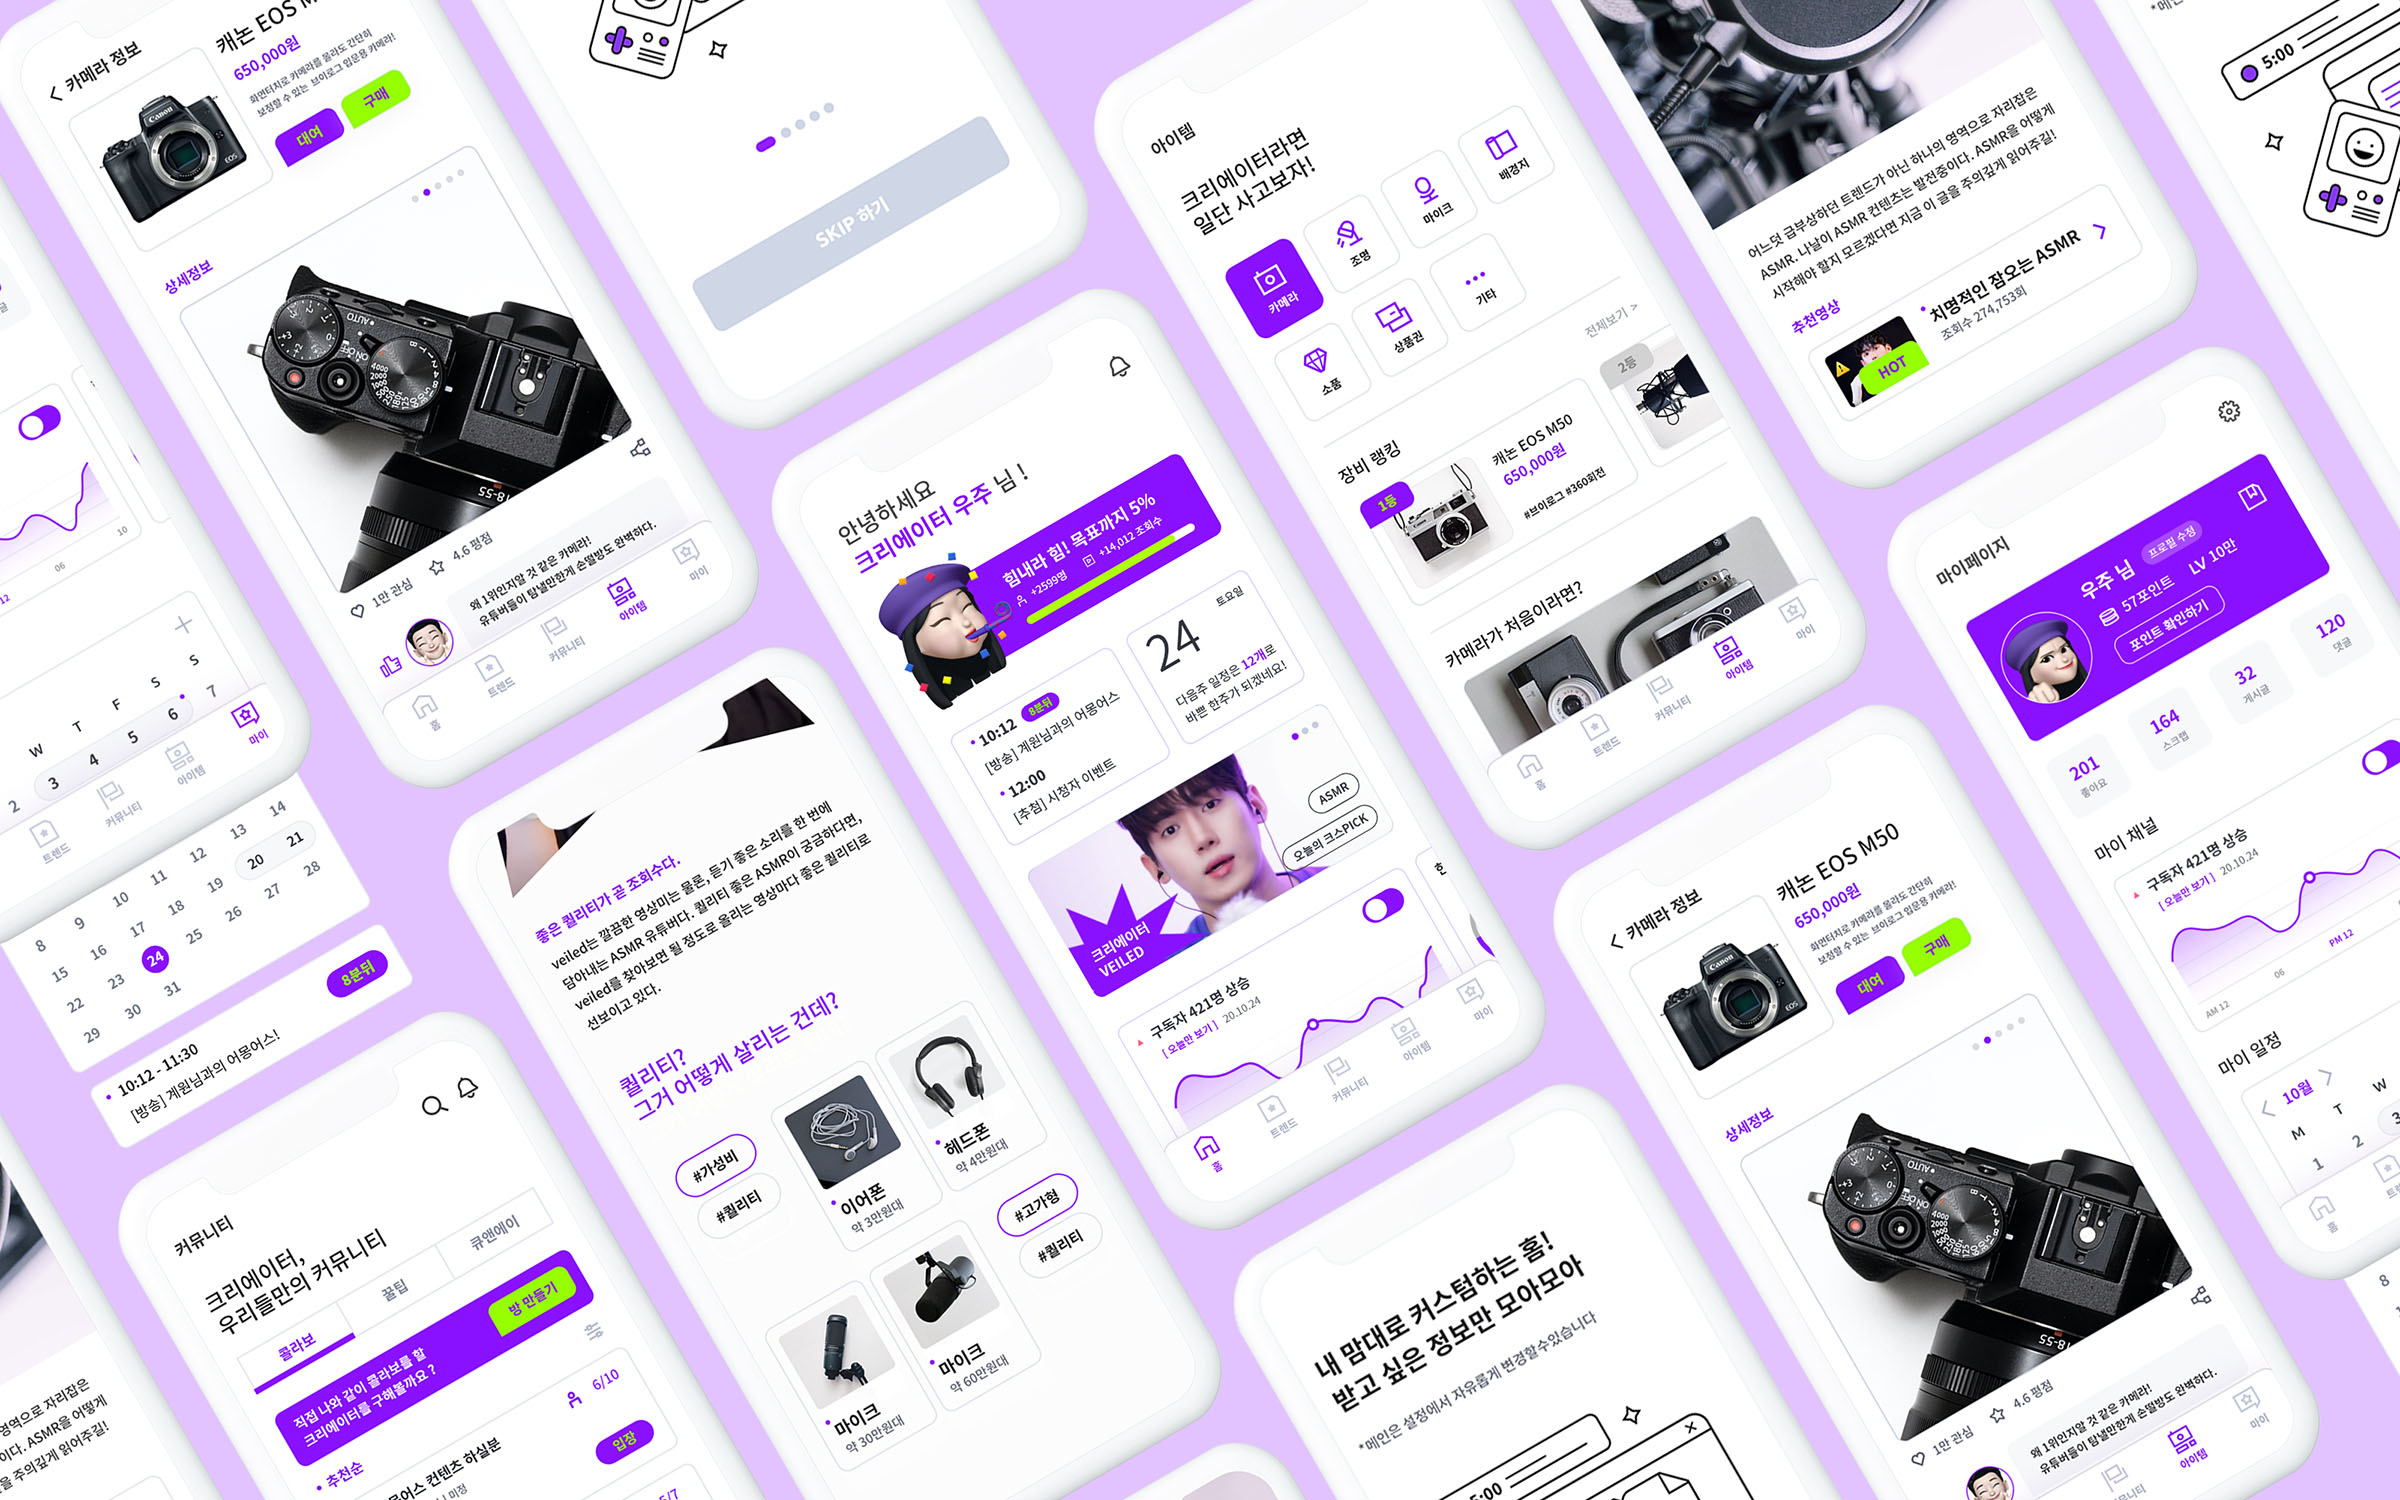 카메라 정보
캐논 EOS M
650,000원
화면터치로 카메라를 몰라도 간단히
보정할 수 있는 브이로그 입문용 카메라!
대여
구매
상세정보
1만 관심
4.6 평점
왜 1위인지알 것 같은 카메라!
유튜버들이 탐낼만한게 손떨방도 완벽하다.
홈
트렌드
커뮤니티
아이템
마이
SKIP 하기
아이템
크리에이터라면
일단 사고보자!
카메라
조명
마이크
배경지
소품
상품권
기타
전체보기 >
장비 랭킹
1등
캐논 EOS M50
650,000원
#브이로그 #360회전
2등
카메라가 처음이라면?
홈
트렌드
커뮤니티
아이템
마이
어느덧 급부상하던 트렌드가 아닌 하나의 영역으로 자리잡은
ASMR. 나날이 ASMR 컨텐츠는 발전중이다. ASMR을 어떻게
시작해야 할지 모르겠다면 지금 이 글을 주의깊게 읽어주길!
추천영상
HOT
치명적인 잠오는 ASMR
조회수 274,753회
5:00
12
06
10
W T F S S
2 3 4 5 6 7
트렌드
커뮤니티
아이템
마이
8 9 10 11 12 13 14
15 16 17 18 19 20 21
22 23 24 25 26 27 28
29 30 31
8분뒤
10:12 - 11:30
[방송] 계원님과의 어몽어스!
커뮤니티
크리에이터,
우리들만의 커뮤니티
콜라보
꿀팁
큐앤에이
직접 나와 같이 콜라보를 할
크리에이터를 구해볼까요 ?
방 만들기
추천순
6/10
어스 컨텐츠 하실분
입장
미정
5/7
영역으로 자리잡은
이다. ASMR을 어떻게
을 주의깊게 읽어주길!
좋은 퀄리티가 곧 조회수다.
veiled는 깔끔한 영상미는 물론, 듣기 좋은 소리를 한 번에
담아내는 ASMR 유튜버다. 퀄리티 좋은 ASMR이 궁금하다면,
veiled를 찾아보면 될 정도로 올리는 영상마다 좋은 퀄리티로
선보이고 있다.
퀄리티?
그거 어떻게 살리는 건데?
#가성비
#퀄리티
이어폰
약 3만원대
헤드폰
약 4만원대
마이크
약 30만원대
마이크
약 60만원대
#고가형
#퀄리티
안녕하세요
크리에이터 우주 님 !
힘내라 힘! 목표까지 5%
+2599명
+14,012 조회수
10:12 8분뒤
[방송] 계원님과의 어몽어스
12:00
[추첨] 시청자 이벤트
24
토요일
다음주 일정은 12개로
바쁜 한주가 되겠네요!
크리에이터
VEILED
ASMR
오늘의 크스PICK
구독자 421명 상승
[ 오늘만 보기 ] 20.10.24
홈
트렌드
커뮤니티
아이템
마이
내 맘대로 커스텀하는 홈!
받고 싶은 정보만 모아모아
*메인은 설정에서 자유롭게 변경할수있습니다
5:00
카메라 정보
캐논 EOS M50
650,000원
화면터치로 카메라를 몰라도 간단히
보정할 수 있는 브이로그 입문용 카메라!
대여
구매
상세정보
1만 관심
4.6 평점
왜 1위인지알 것 같은 카메라!
유튜버들이 탐낼만한게 손떨방도 완벽하다.
커뮤니티
아이템
마이
마이페이지
우주 님
프로필 수정
57포인트
LV 10만
포인트 확인하기
201
좋아요
164
스크랩
32
게시글
120
댓글
마이 채널
구독자 421명 상승
[ 오늘만 보기 ] 20.10.24
AM 12
06
PM 12
마이 일정
10월
M T W
1 2 3
홈
8